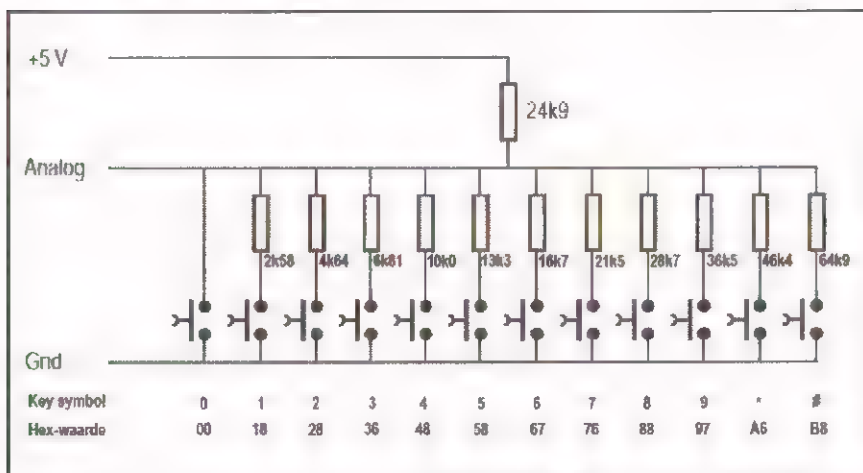 +5 V
24k9
Analog
2k58 4k64 6k81 10k0 13k3 16k7 21k5 28k7 36k5 46k4 64k9
Gnd
Key symbol 0 1 2 3 4 5 6 7 8 9 * #
Hex-waarde 00 18 28 36 48 58 67 76 88 97 A6 B8